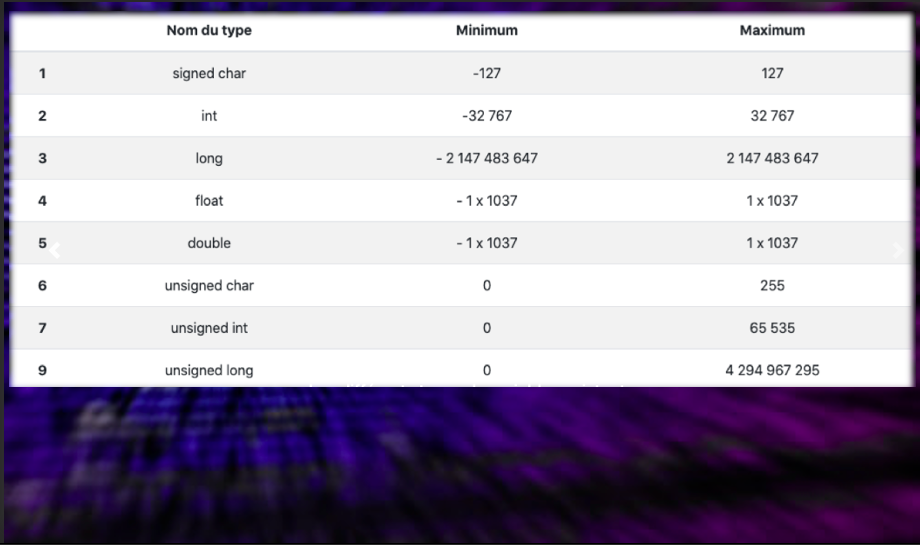 Nom du type Minimum Maximum
1 signed char -127 127
2 int -32 767 32 767
3 long - 2 147 483 647 2 147 483 647
4 float - 1 x 1037 1 x 1037
5 double - 1 x 1037 1 x 1037
6 unsigned char 0 255
7 unsigned int 0 65 535
9 unsigned long 0 4 294 967 295